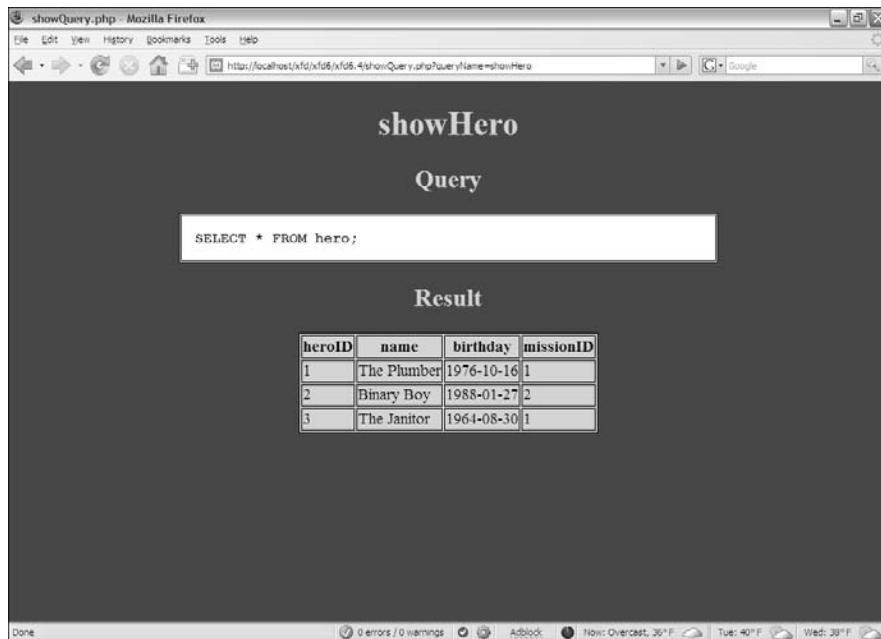 showQuery.php - Mozilla Firefox
File Edit View History Bookmarks Tools Help
http://localhost/xfd/xfd6/xfd6.4/showQuery.php?queryName=showHero
G Google
showHero
Query
SELECT * FROM hero;
Result
heroID name birthday missionID
1 The Plumber 1976-10-16 1
2 Binary Boy 1988-01-27 2
3 The Janitor 1964-08-30 1
Done 0 errors / 0 warnings Adblock Now: Overcast, 36°F Tue: 40°F Wed: 38°F